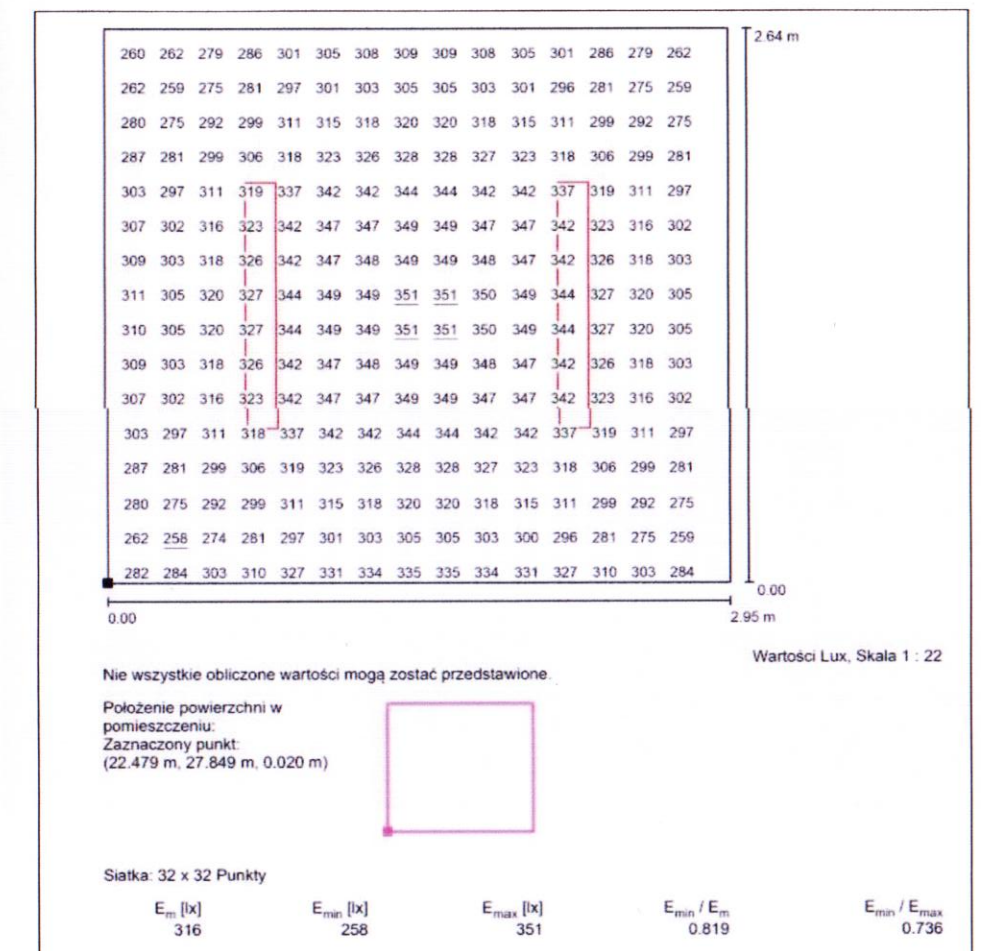 2.64 m
260 262 279 286 301 305 308 309 309 308 305 301 286 279 262
262 259 275 281 297 301 303 305 305 303 301 296 281 275 259
280 275 292 299 311 315 318 320 320 318 315 311 299 292 275
287 281 299 306 318 323 326 328 328 327 323 318 306 299 281
303 297 311 319 337 342 342 344 344 342 342 337 319 311 297
307 302 316 323 342 347 347 349 349 347 347 342 323 316 302
309 303 318 326 342 347 348 349 349 348 347 342 326 318 303
311 305 320 327 344 349 349 351 351 350 349 344 327 320 305
310 305 320 327 344 349 349 351 351 350 349 344 327 320 305
309 303 318 326 342 347 348 349 349 348 347 342 326 318 303
307 302 316 323 342 347 347 349 349 347 347 342 323 316 302
303 297 311 318 337 342 342 344 344 342 342 337 319 311 297
287 281 299 306 319 323 326 328 328 327 323 318 306 299 281
280 275 292 299 311 315 318 320 320 318 315 311 299 292 275
262 258 274 281 297 301 303 305 305 303 300 296 281 275 259
282 284 303 310 327 331 334 335 335 334 331 327 310 303 284
0.00
0.00 2.95 m
Wartości Lux, Skala 1 : 22
Nie wszystkie obliczone wartości mogą zostać przedstawione.
Położenie powierzchni w
pomieszczeniu:
Zaznaczony punkt:
(22.479 m, 27.849 m, 0.020 m)
Siatka: 32 x 32 Punkty
Em [lx] Emin [lx] Emax [lx] Emin / Em Emin / Emax
316 258 351 0.819 0.736